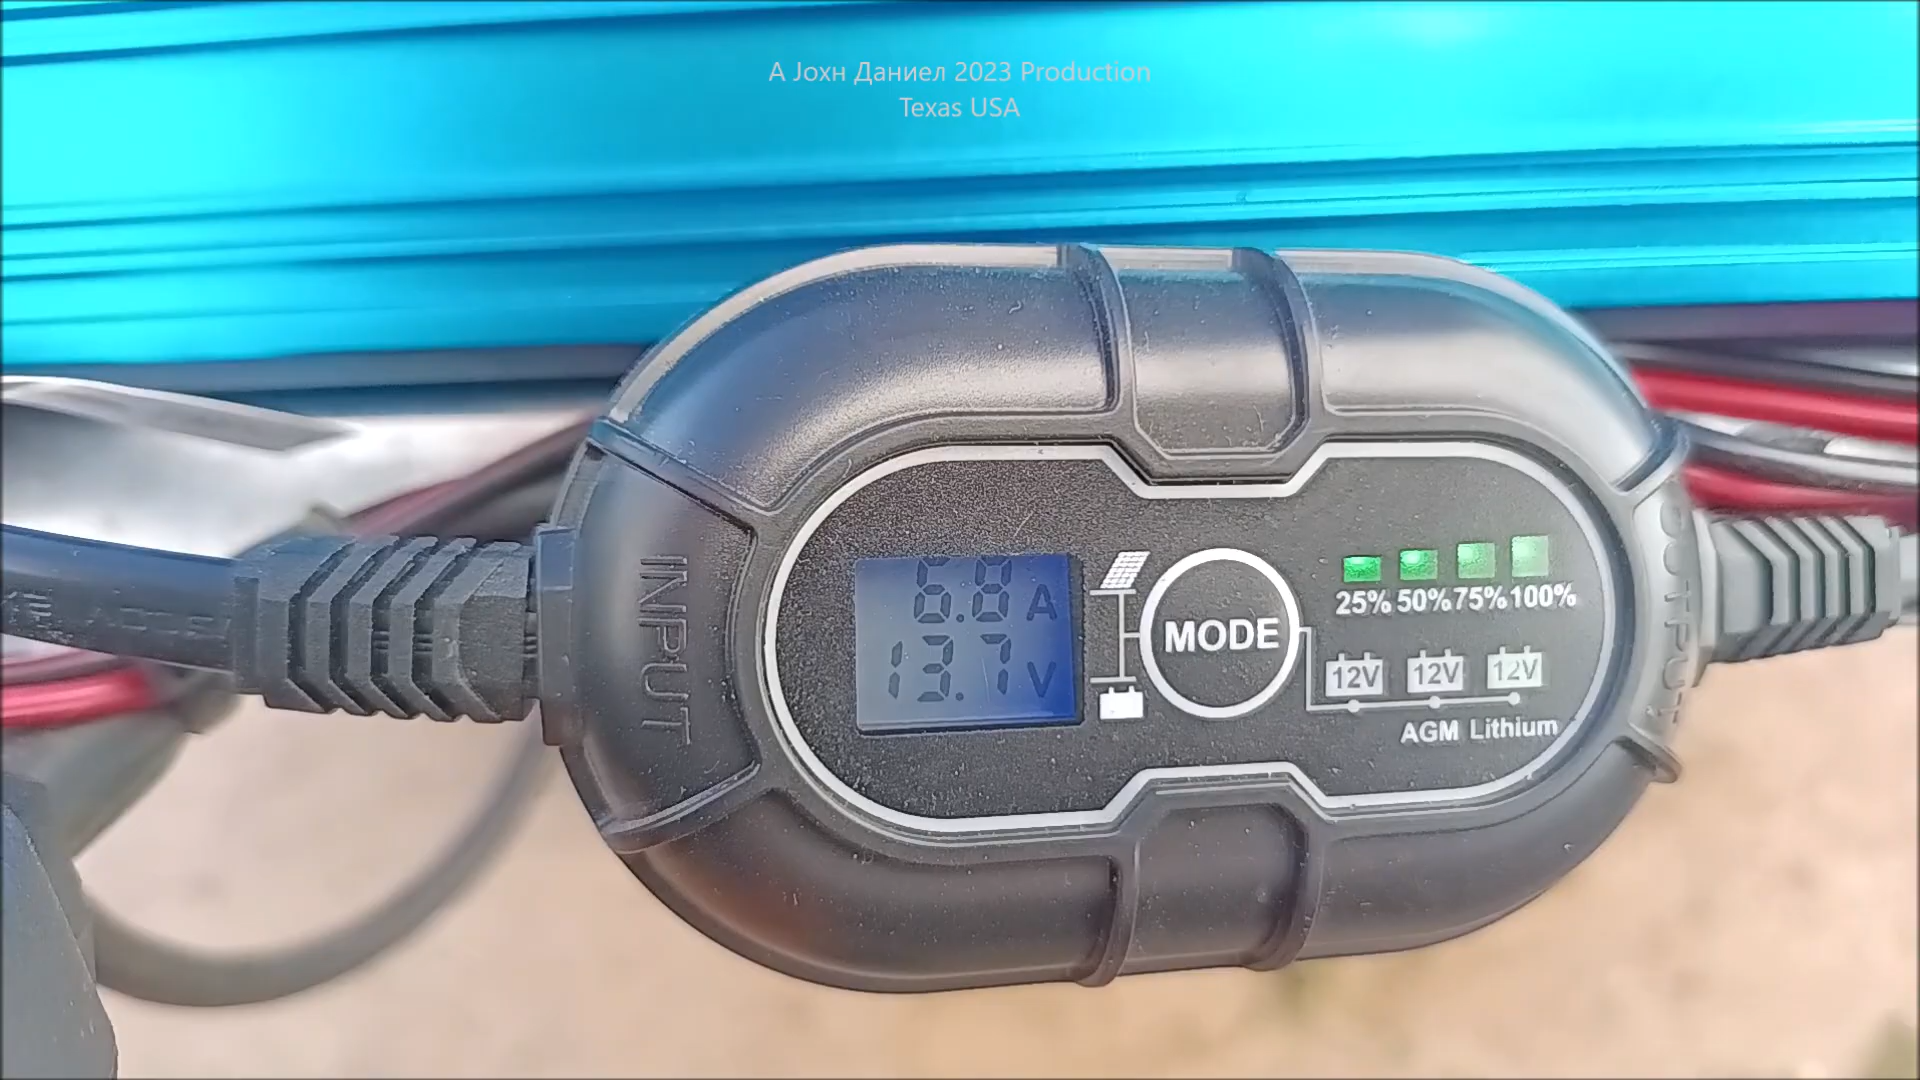 А Јохн Даниел 2023 Production
Texas USA
INPUT
6.8 A
13.7 V
MODE
25% 50% 75% 100%
12V 12V 12V
AGM Lithium
OUTPUT